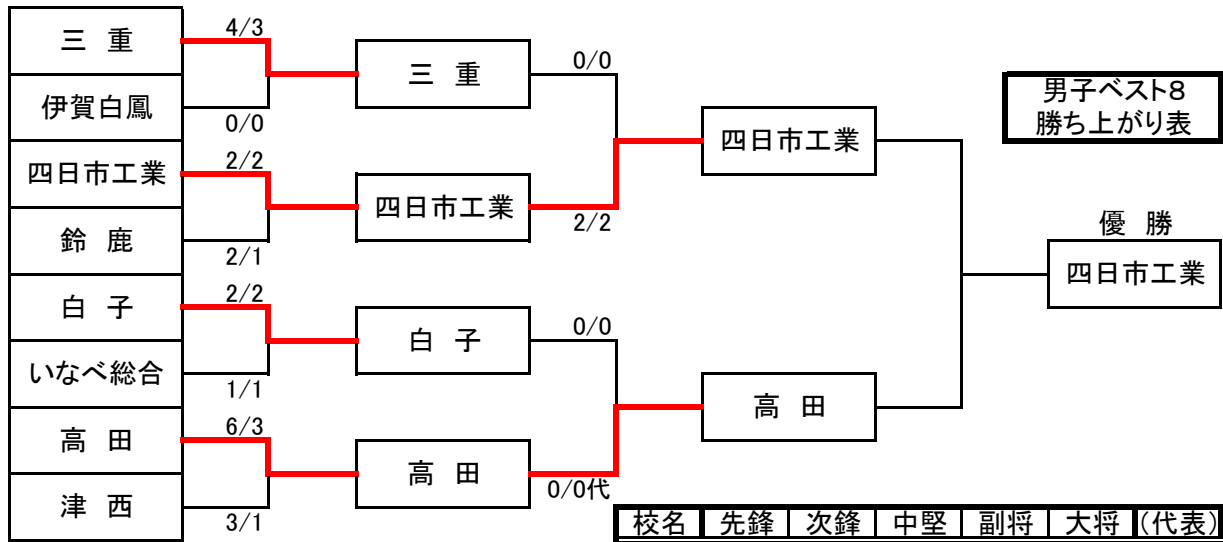 三 重
伊賀白鳳
四日市工業
鈴 鹿
白 子
いなべ総合
高 田
津 西
4/3
0/0
2/2
2/1
2/2
1/1
6/3
3/1
三 重
四日市工業
白 子
高 田
0/0
2/2
0/0
0/0代
四日市工業
高 田
男子ベスト8
勝ち上がり表
優 勝
四日市工業
校名 先鋒 次鋒 中堅 副将 大将 (代表)